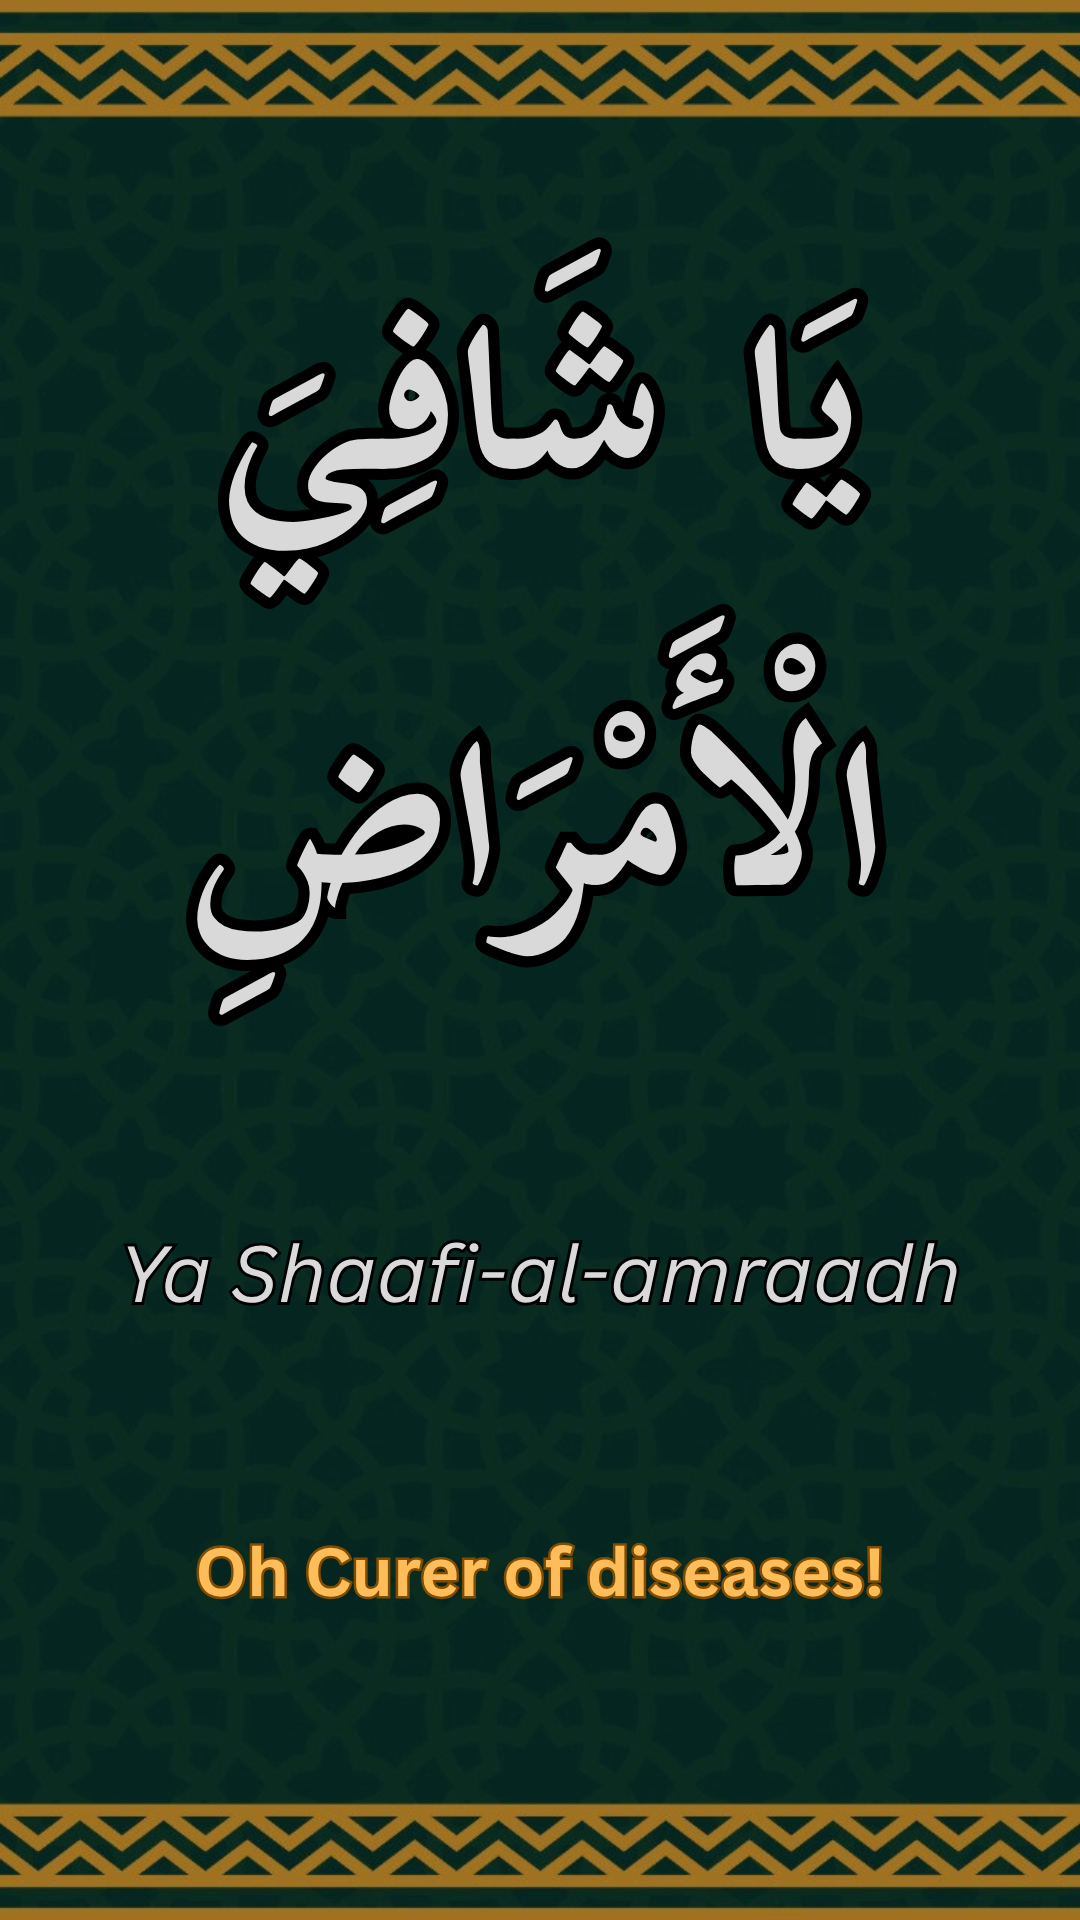 يَا شَافِيَ
الْأَمْرَاضِ
Ya Shaafi-al-amraadh
Oh Curer of diseases!